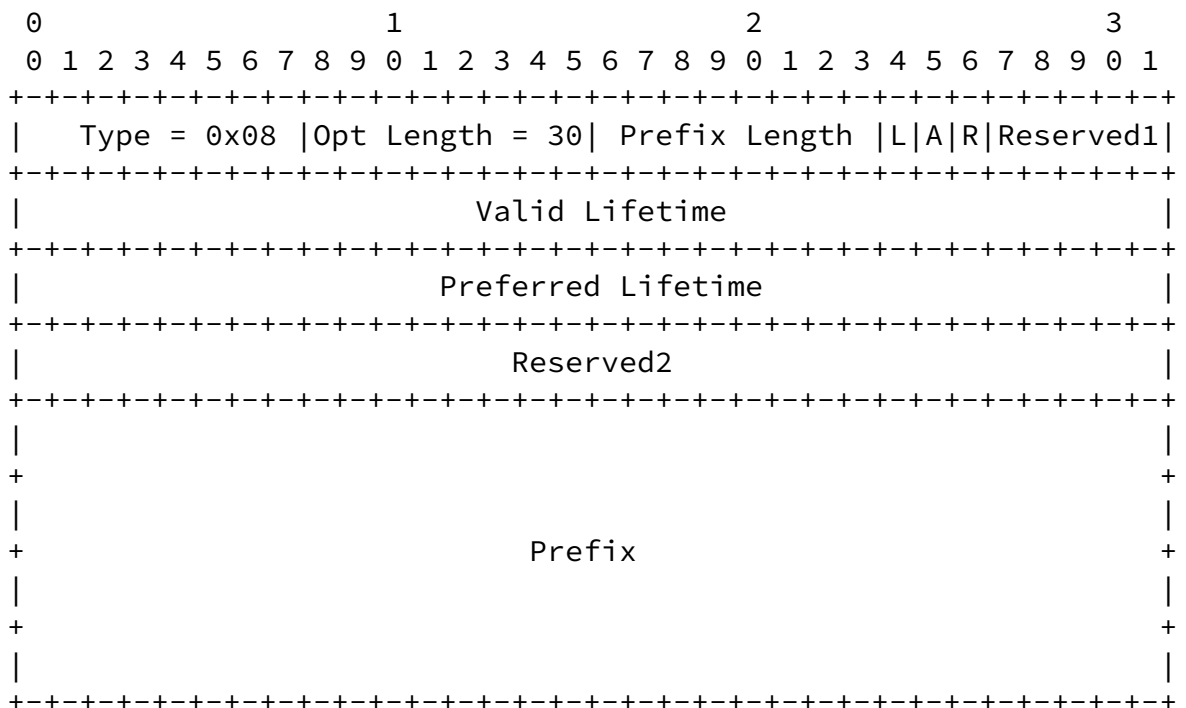 0                   1                   2                   3
0 1 2 3 4 5 6 7 8 9 0 1 2 3 4 5 6 7 8 9 0 1 2 3 4 5 6 7 8 9 0 1
+-+-+-+-+-+-+-+-+-+-+-+-+-+-+-+-+-+-+-+-+-+-+-+-+-+-+-+-+-+-+-+-+
|   Type = 0x08 |Opt Length = 30| Prefix Length |L|A|R|Reserved1|
+-+-+-+-+-+-+-+-+-+-+-+-+-+-+-+-+-+-+-+-+-+-+-+-+-+-+-+-+-+-+-+-+
|                         Valid Lifetime                        |
+-+-+-+-+-+-+-+-+-+-+-+-+-+-+-+-+-+-+-+-+-+-+-+-+-+-+-+-+-+-+-+-+
|                       Preferred Lifetime                      |
+-+-+-+-+-+-+-+-+-+-+-+-+-+-+-+-+-+-+-+-+-+-+-+-+-+-+-+-+-+-+-+-+
|                           Reserved2                           |
+-+-+-+-+-+-+-+-+-+-+-+-+-+-+-+-+-+-+-+-+-+-+-+-+-+-+-+-+-+-+-+-+
|                                                               |
+                                                               +
|                                                               |
+                            Prefix                             +
|                                                               |
+                                                               +
|                                                               |
+-+-+-+-+-+-+-+-+-+-+-+-+-+-+-+-+-+-+-+-+-+-+-+-+-+-+-+-+-+-+-+-+